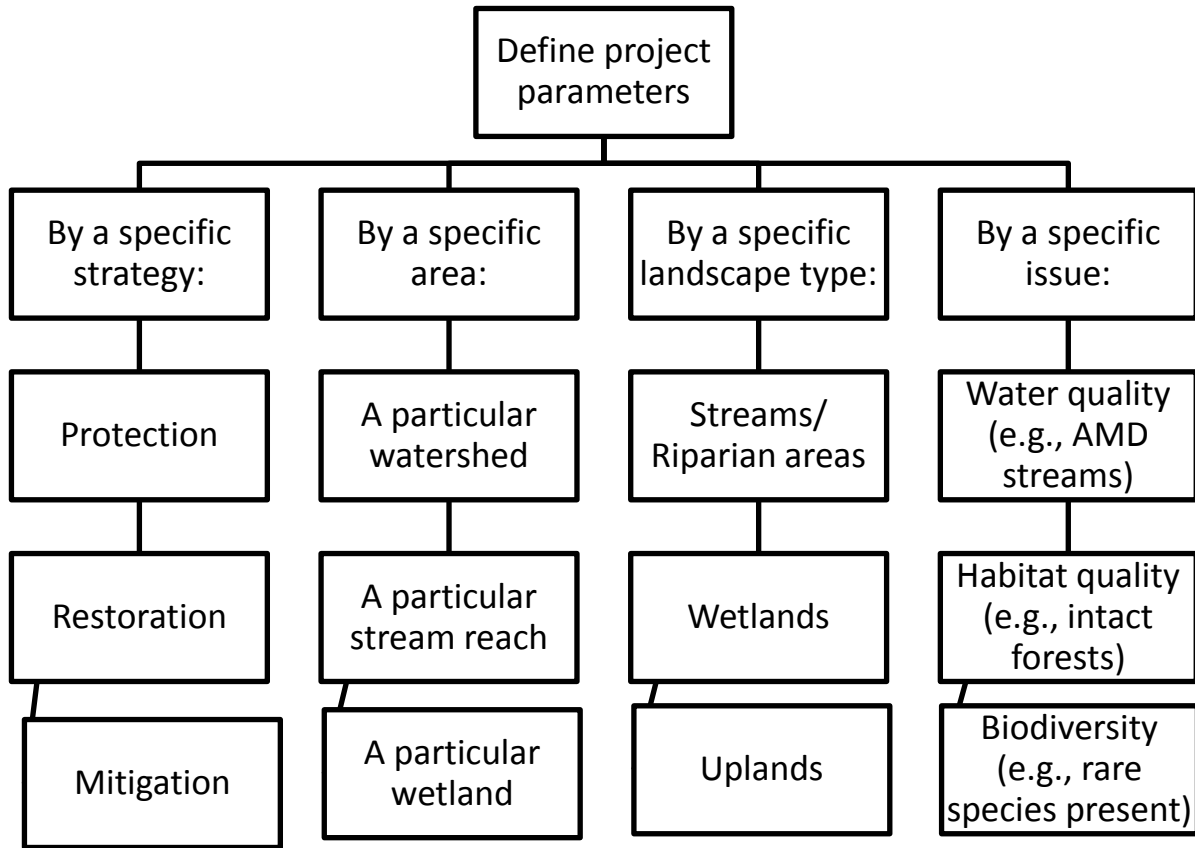 Define project
parameters
By a specific
strategy:
By a specific
area:
By a specific
landscape type:
By a specific
issue:
Protection
A particular
watershed
Streams/
Riparian areas
Water quality
(e.g., AMD
streams)
Restoration
A particular
stream reach
Wetlands
Habitat quality
(e.g., intact
forests)
Mitigation
A particular
wetland
Uplands
Biodiversity
(e.g., rare
species present)